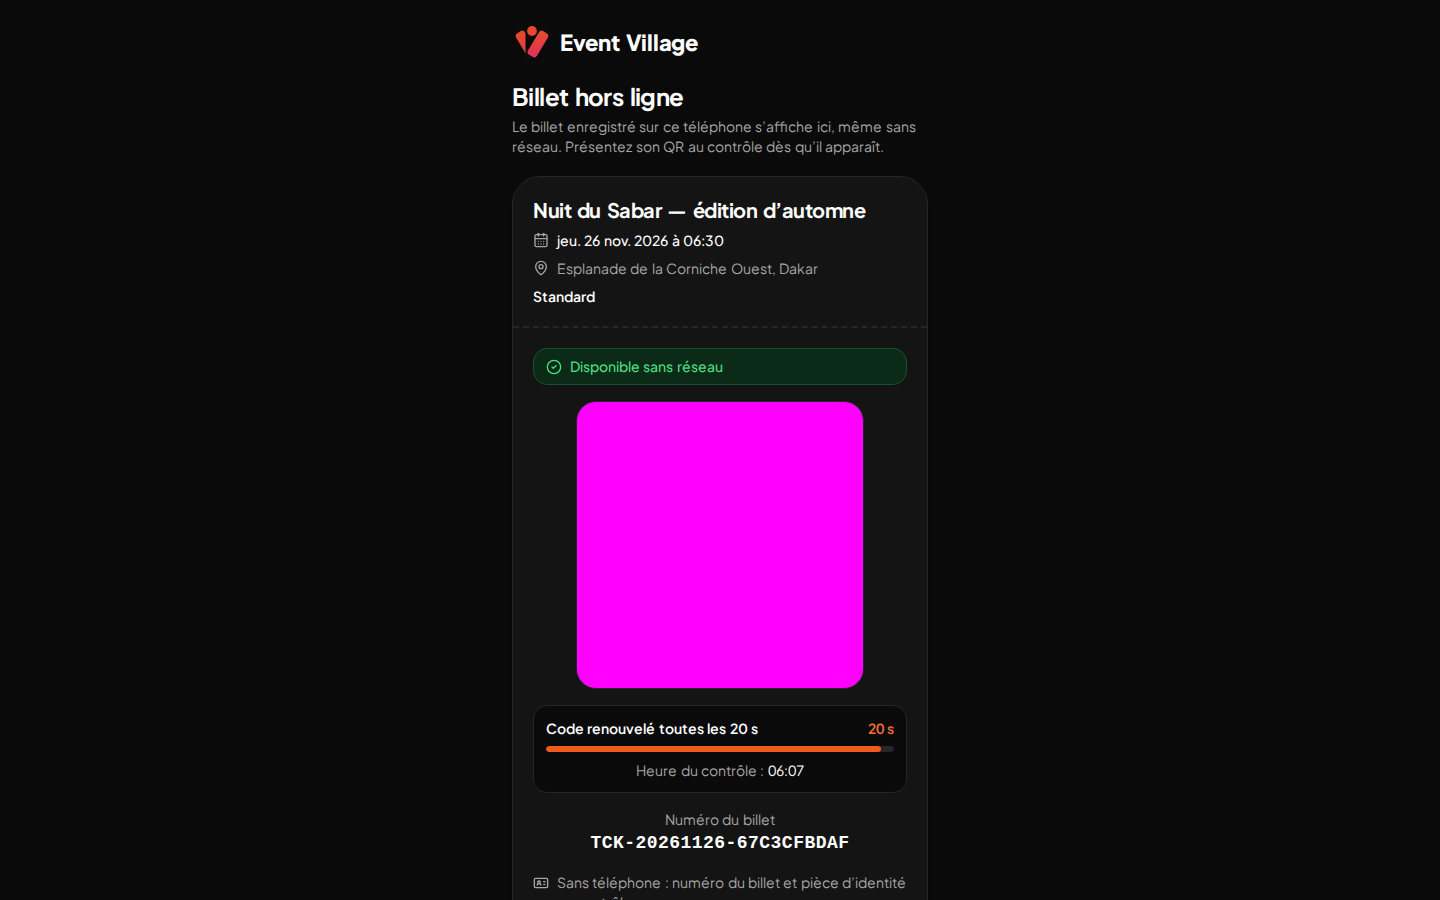 Event Village
Billet hors ligne
Le billet enregistré sur ce téléphone s’affiche ici, même sans
réseau. Présentez son QR au contrôle dès qu’il apparaît.
Nuit du Sabar — édition d’automne
jeu. 26 nov. 2026 à 06:30
Esplanade de la Corniche Ouest, Dakar
Standard
Disponible sans réseau
Code renouvelé toutes les 20 s
20 s
Heure du contrôle : 06:07
Numéro du billet
TCK-20261126-67C3CFBDAF
Sans téléphone : numéro du billet et pièce d’identité